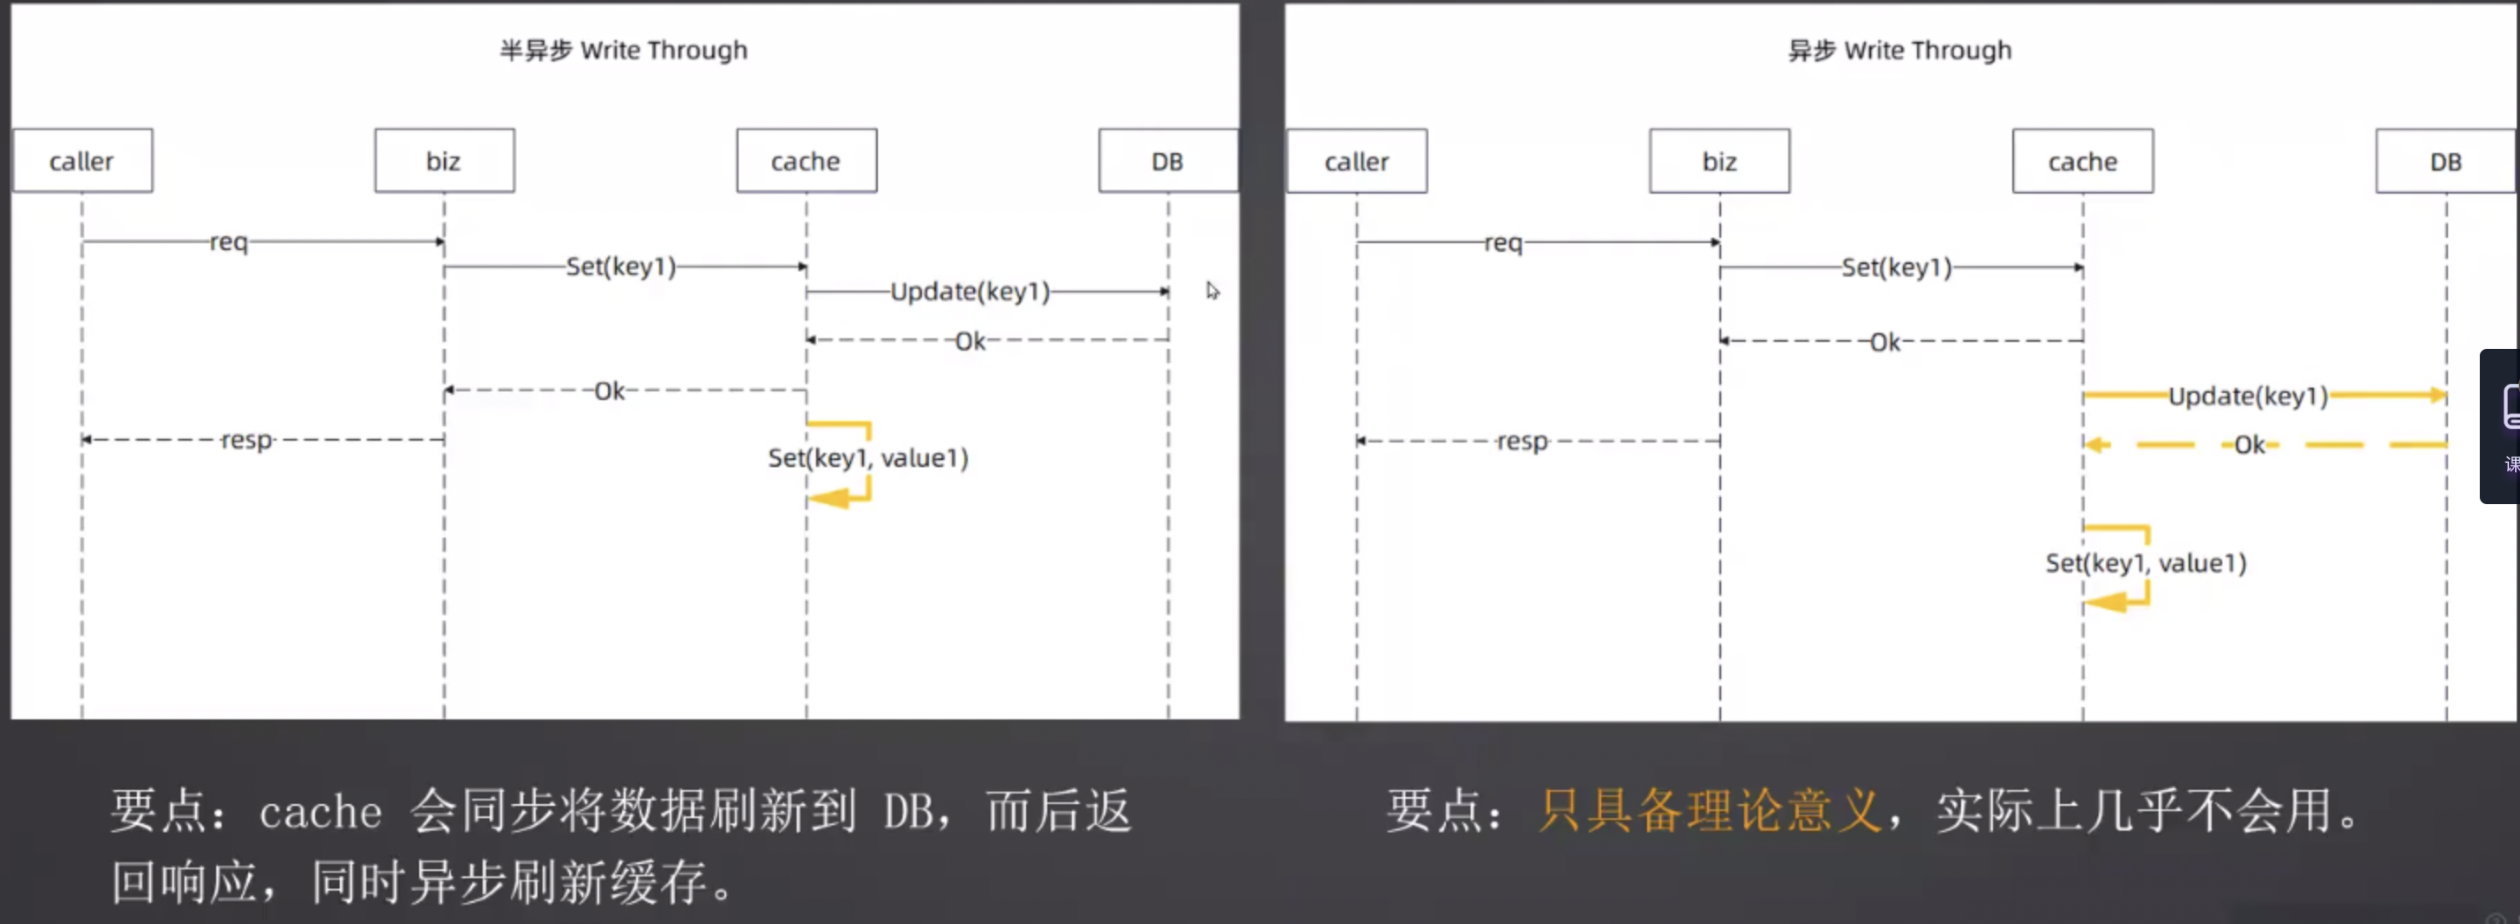 半异步 Write Through
caller
biz
cache
DB
req
Set(key1)
Update(key1)
Ok
Ok
resp
Set(key1, value1)
要点：cache 会同步将数据刷新到 DB，而后返
回响应，同时异步刷新缓存。
异步 Write Through
caller
biz
cache
DB
req
Set(key1)
Ok
Update(key1)
resp
Ok
Set(key1, value1)
要点：只具备理论意义，实际上几乎不会用。
课